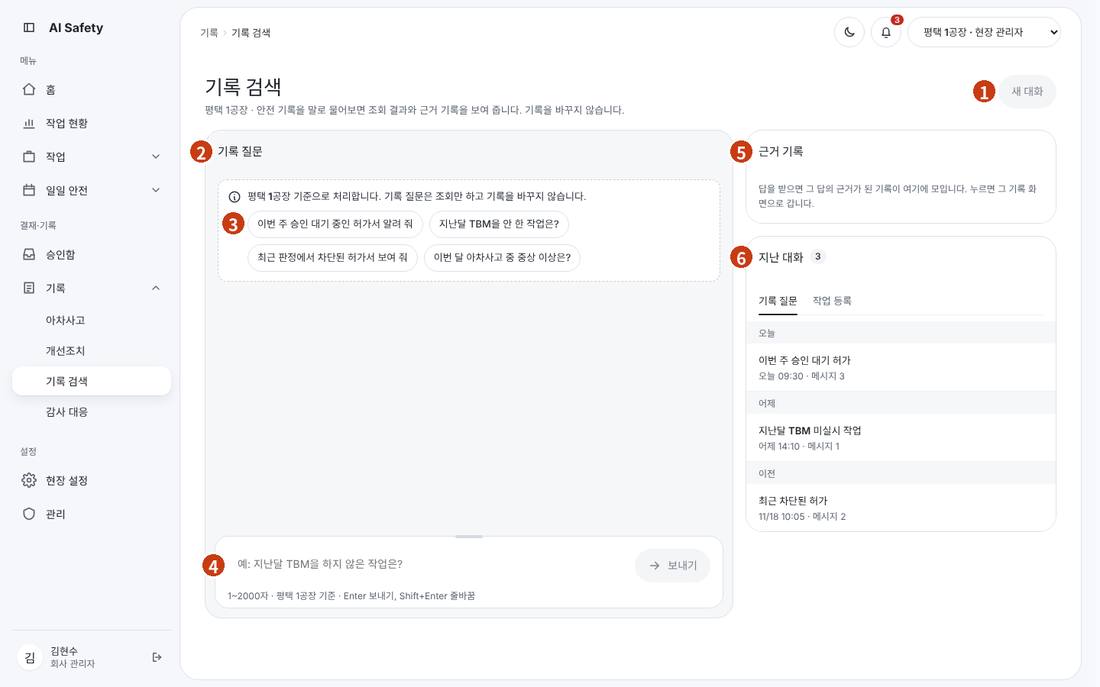 AI Safety
메뉴
홈
작업 현황
작업
일일 안전
결재·기록
승인함
기록
아차사고
개선조치
기록 검색
감사 대응
설정
현장 설정
관리
김
김현수
회사 관리자
기록 › 기록 검색
3
평택 1공장 · 현장 관리자
기록 검색
평택 1공장 · 안전 기록을 말로 물어보면 조회 결과와 근거 기록을 보여 줍니다. 기록을 바꾸지 않습니다.
1 새 대화
2 기록 질문
평택 1공장 기준으로 처리합니다. 기록 질문은 조회만 하고 기록을 바꾸지 않습니다.
3 이번 주 승인 대기 중인 허가서 알려 줘 지난달 TBM을 안 한 작업은?
최근 판정에서 차단된 허가서 보여 줘 이번 달 아차사고 중 중상 이상은?
4 예: 지난달 TBM을 하지 않은 작업은? → 보내기
1~2000자 · 평택 1공장 기준 · Enter 보내기, Shift+Enter 줄바꿈
5 근거 기록
답을 받으면 그 답의 근거가 된 기록이 여기에 모입니다. 누르면 그 기록 화
면으로 갑니다.
6 지난 대화 3
기록 질문 작업 등록
오늘
이번 주 승인 대기 허가
오늘 09:30 · 메시지 3
어제
지난달 TBM 미실시 작업
어제 14:10 · 메시지 1
이전
최근 차단된 허가
11/18 10:05 · 메시지 2